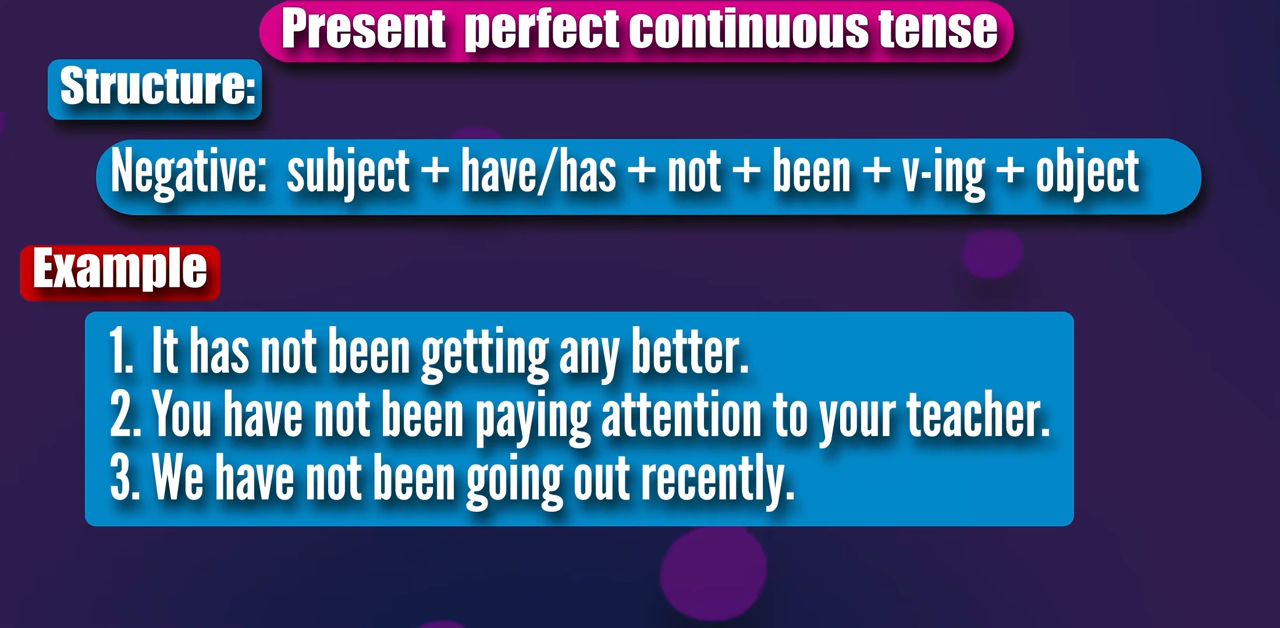 Present perfect continuous tense
Structure:
Negative: subject + have/has + not + been + v-ing + object
Example
1. It has not been getting any better.
2. You have not been paying attention to your teacher.
3. We have not been going out recently.